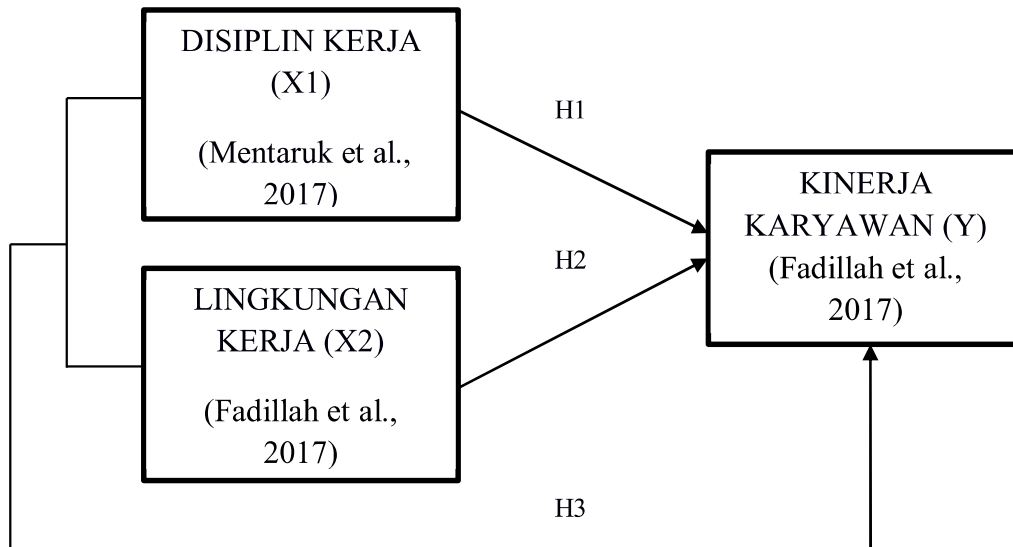 DISIPLIN KERJA
(X1)
(Mentaruk et al.,
2017)
H1
KINERJA
KARYAWAN (Y)
(Fadillah et al.,
2017)
H2
LINGKUNGAN
KERJA (X2)
(Fadillah et al.,
2017)
H3